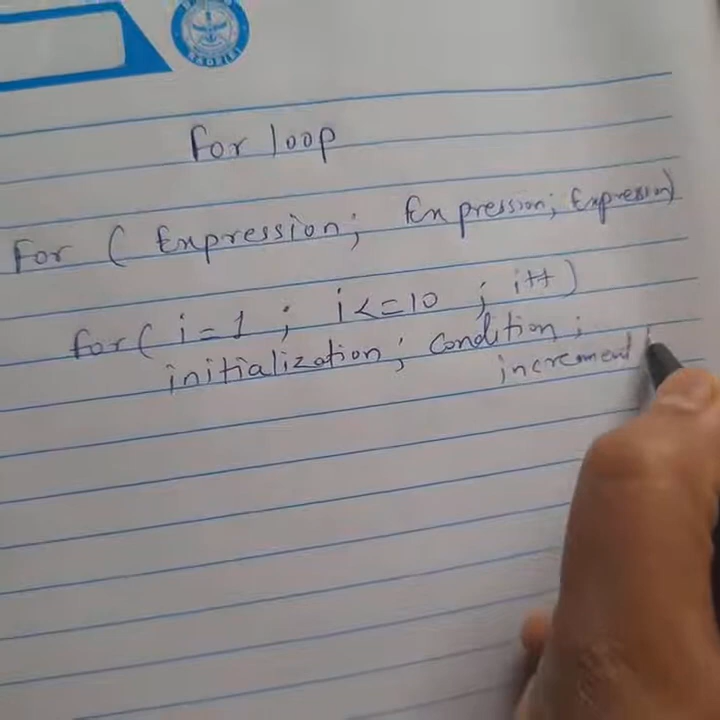 For loop
For ( Expression; Expression; Expression)
for( i=1 ; i<=10 ; i++ )
initialization; condition;
increment